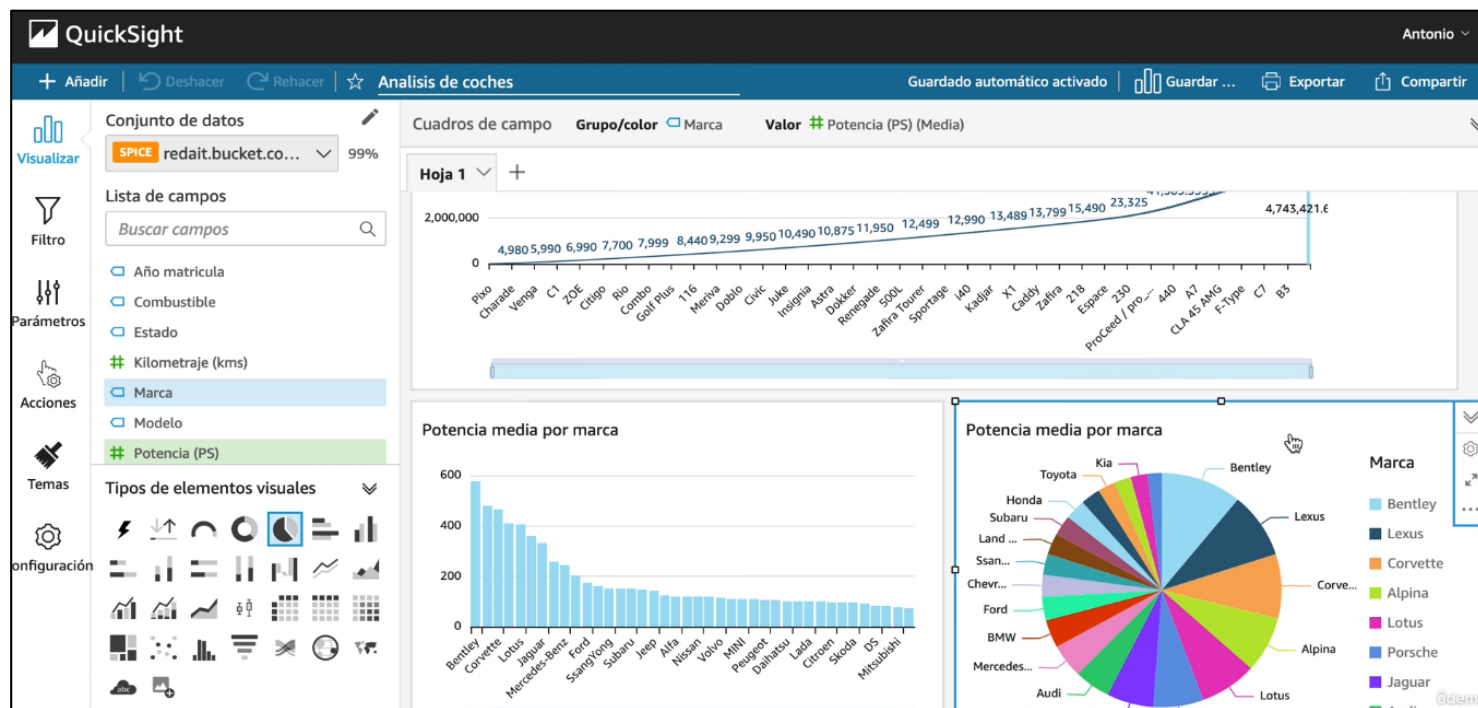 QuickSight
Antonio
Añadir Deshacer Rehacer Analisis de coches Guardado automático activado Guardar ... Exportar Compartir
Visualizar
Filtro
Parámetros
Acciones
Temas
onfiguración
Conjunto de datos
SPICE redait.bucket.co... 99%
Lista de campos
Buscar campos
Año matricula
Combustible
Estado
Kilometraje (kms)
Marca
Modelo
Potencia (PS)
Tipos de elementos visuales
abc
Cuadros de campo Grupo/color Marca Valor Potencia (PS) (Media)
Hoja 1
2,000,000
0
4,980 5,990 6,990 7,700 7,999 8,440 9,299 9,950 10,490 10,875 11,950 12,499 12,990 13,489 13,799 15,490 23,325
4,743,421.6
Pixo
Charade
Venga
C1
ZOE
Citigo
Rio
Combo
Golf Plus
116
Meriva
Doblo
Civic
Juke
Insignia
Astra
Dokker
Renegade
500L
Zafira Tourer
Sportage
i40
Kadjar
X1
Caddy
Zafira
218
Espace
230
ProCeed / pro_...
440
A7
CLA 45 AMG
F-Type
C7
B3
Potencia media por marca
600
400
200
0
Bentley
Corvette
Lotus
Jaguar
Mercedes-Benz
Ford
SsangYong
Subaru
Jeep
Alfa
Nissan
Volvo
MINI
Peugeot
Daihatsu
Lada
Citroen
Skoda
DS
Mitsubishi
Potencia media por marca
Kia
Toyota
Honda
Subaru
Land ...
Ssan...
Chevr...
Ford
BMW
Mercedes...
Audi
Bentley
Lexus
Corve...
Alpina
Lotus
Marca
Bentley
Lexus
Corvette
Alpina
Lotus
Porsche
Jaguar